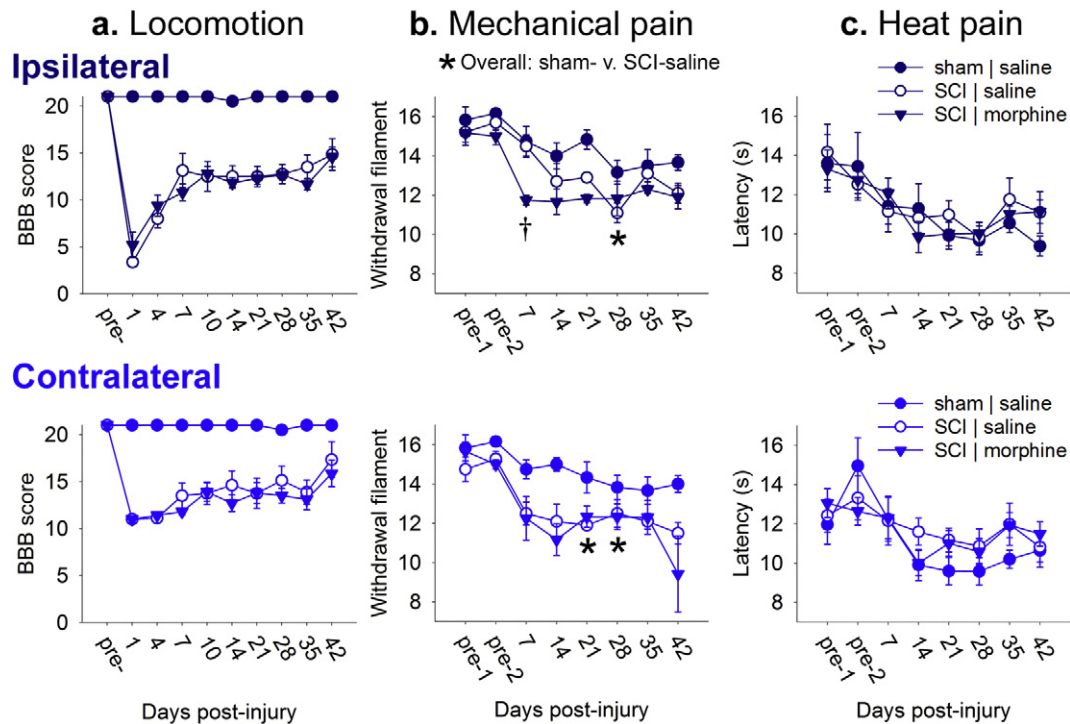 a. Locomotion
b. Mechanical pain
c. Heat pain
Ipsilateral
* Overall: sham- v. SCI-saline
sham | saline
SCI | saline
SCI | morphine
BBB score
20
15
10
5
0
pre- 1 4 7 10 14 21 28 35 42
Withdrawal filament
16
14
12
10
8
† *
pre-1 pre-2 7 14 21 28 35 42
Latency (s)
16
14
12
10
8
pre-1 pre-2 7 14 21 28 35 42
Contralateral
sham | saline
SCI | saline
SCI | morphine
BBB score
20
15
10
5
0
pre- 1 4 7 10 14 21 28 35 42
Days post-injury
Withdrawal filament
16
14
12
10
8
* *
pre-1 pre-2 7 14 21 28 35 42
Days post-injury
Latency (s)
16
14
12
10
8
pre-1 pre-2 7 14 21 28 35 42
Days post-injury